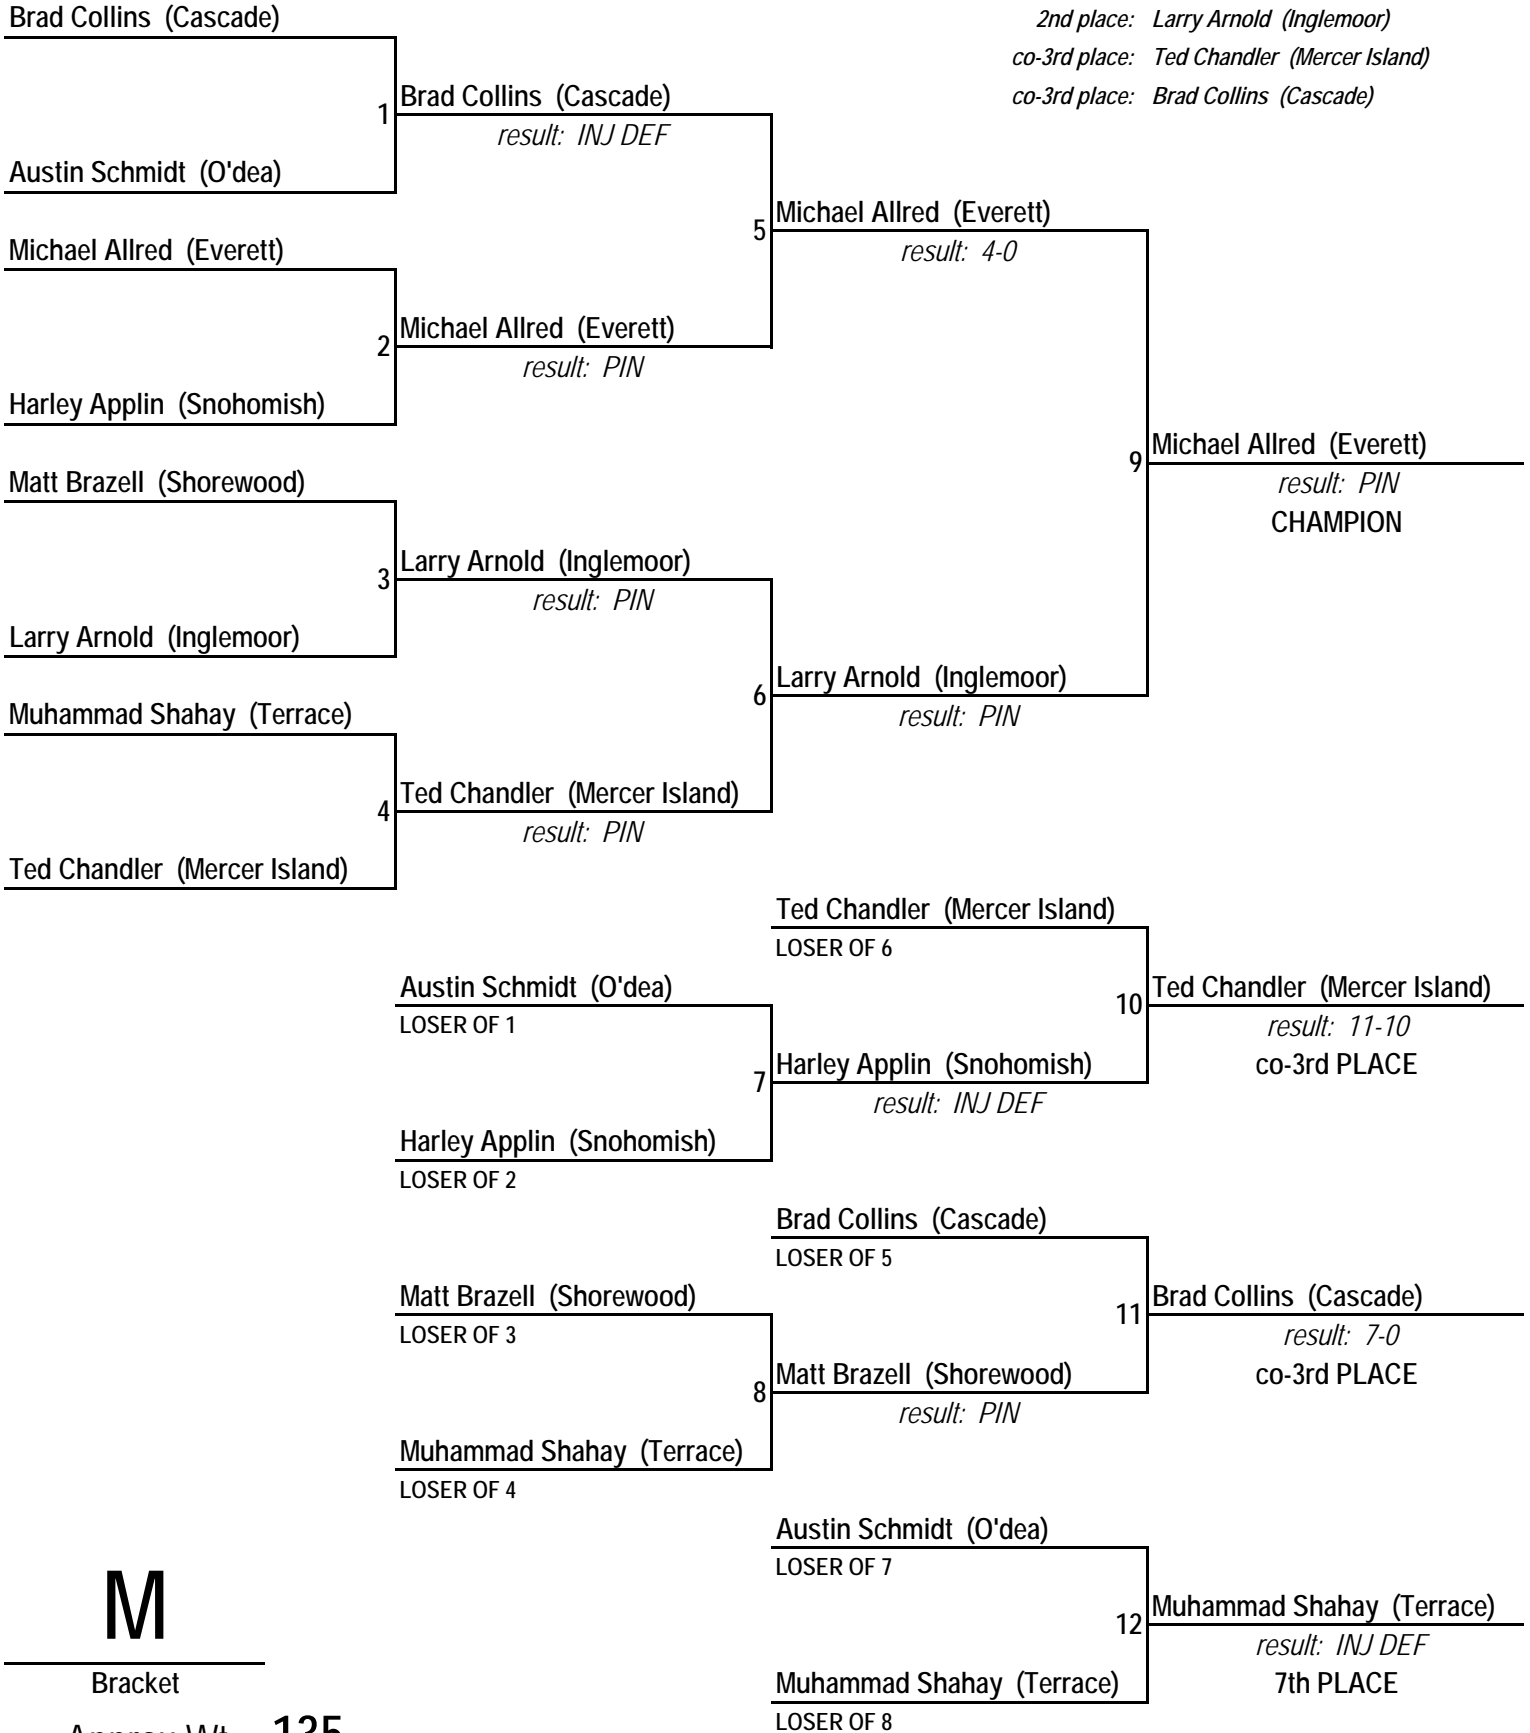 Brad Collins (Cascade)
2nd place: Larry Arnold (Inglemoor)
co-3rd place: Ted Chandler (Mercer Island)
co-3rd place: Brad Collins (Cascade)
1
Brad Collins (Cascade)
result: INJ DEF
Austin Schmidt (O'dea)
5
Michael Allred (Everett)
result: 4-0
Michael Allred (Everett)
2
Michael Allred (Everett)
result: PIN
Harley Applin (Snohomish)
9
Michael Allred (Everett)
result: PIN
CHAMPION
Matt Brazell (Shorewood)
3
Larry Arnold (Inglemoor)
result: PIN
Larry Arnold (Inglemoor)
6
Larry Arnold (Inglemoor)
result: PIN
Muhammad Shahay (Terrace)
4
Ted Chandler (Mercer Island)
result: PIN
Ted Chandler (Mercer Island)
Ted Chandler (Mercer Island)
LOSER OF 6
Austin Schmidt (O'dea)
LOSER OF 1
10
Ted Chandler (Mercer Island)
result: 11-10
co-3rd PLACE
7
Harley Applin (Snohomish)
result: INJ DEF
Harley Applin (Snohomish)
LOSER OF 2
Brad Collins (Cascade)
LOSER OF 5
Matt Brazell (Shorewood)
LOSER OF 3
11
Brad Collins (Cascade)
result: 7-0
co-3rd PLACE
8
Matt Brazell (Shorewood)
result: PIN
Muhammad Shahay (Terrace)
LOSER OF 4
Austin Schmidt (O'dea)
LOSER OF 7
12
Muhammad Shahay (Terrace)
result: INJ DEF
7th PLACE
Muhammad Shahay (Terrace)
LOSER OF 8
M
Bracket
Approx Wt 125